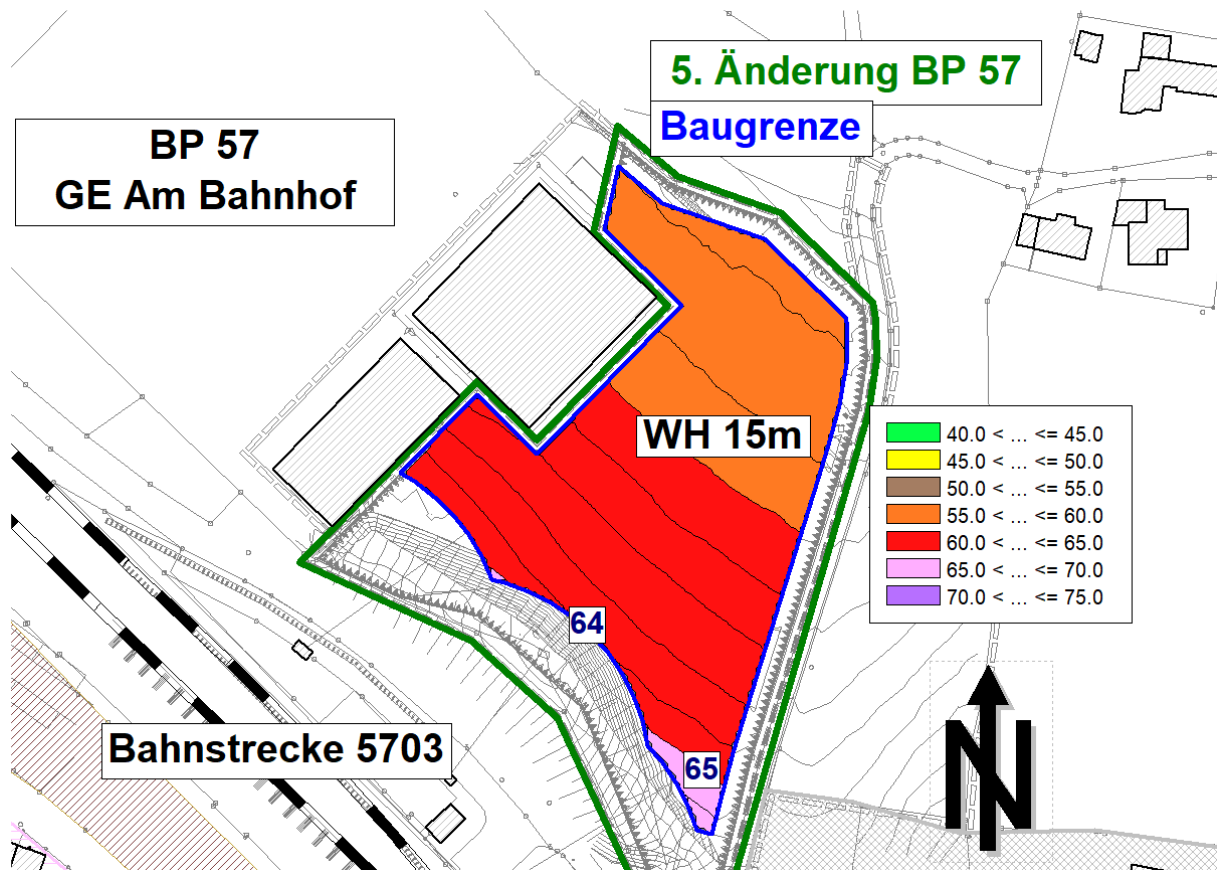 5. Änderung BP 57
Baugrenze
BP 57
GE Am Bahnhof
WH 15m
40.0 < ... <= 45.0
45.0 < ... <= 50.0
50.0 < ... <= 55.0
55.0 < ... <= 60.0
60.0 < ... <= 65.0
65.0 < ... <= 70.0
70.0 < ... <= 75.0
64
65
Bahnstrecke 5703
N